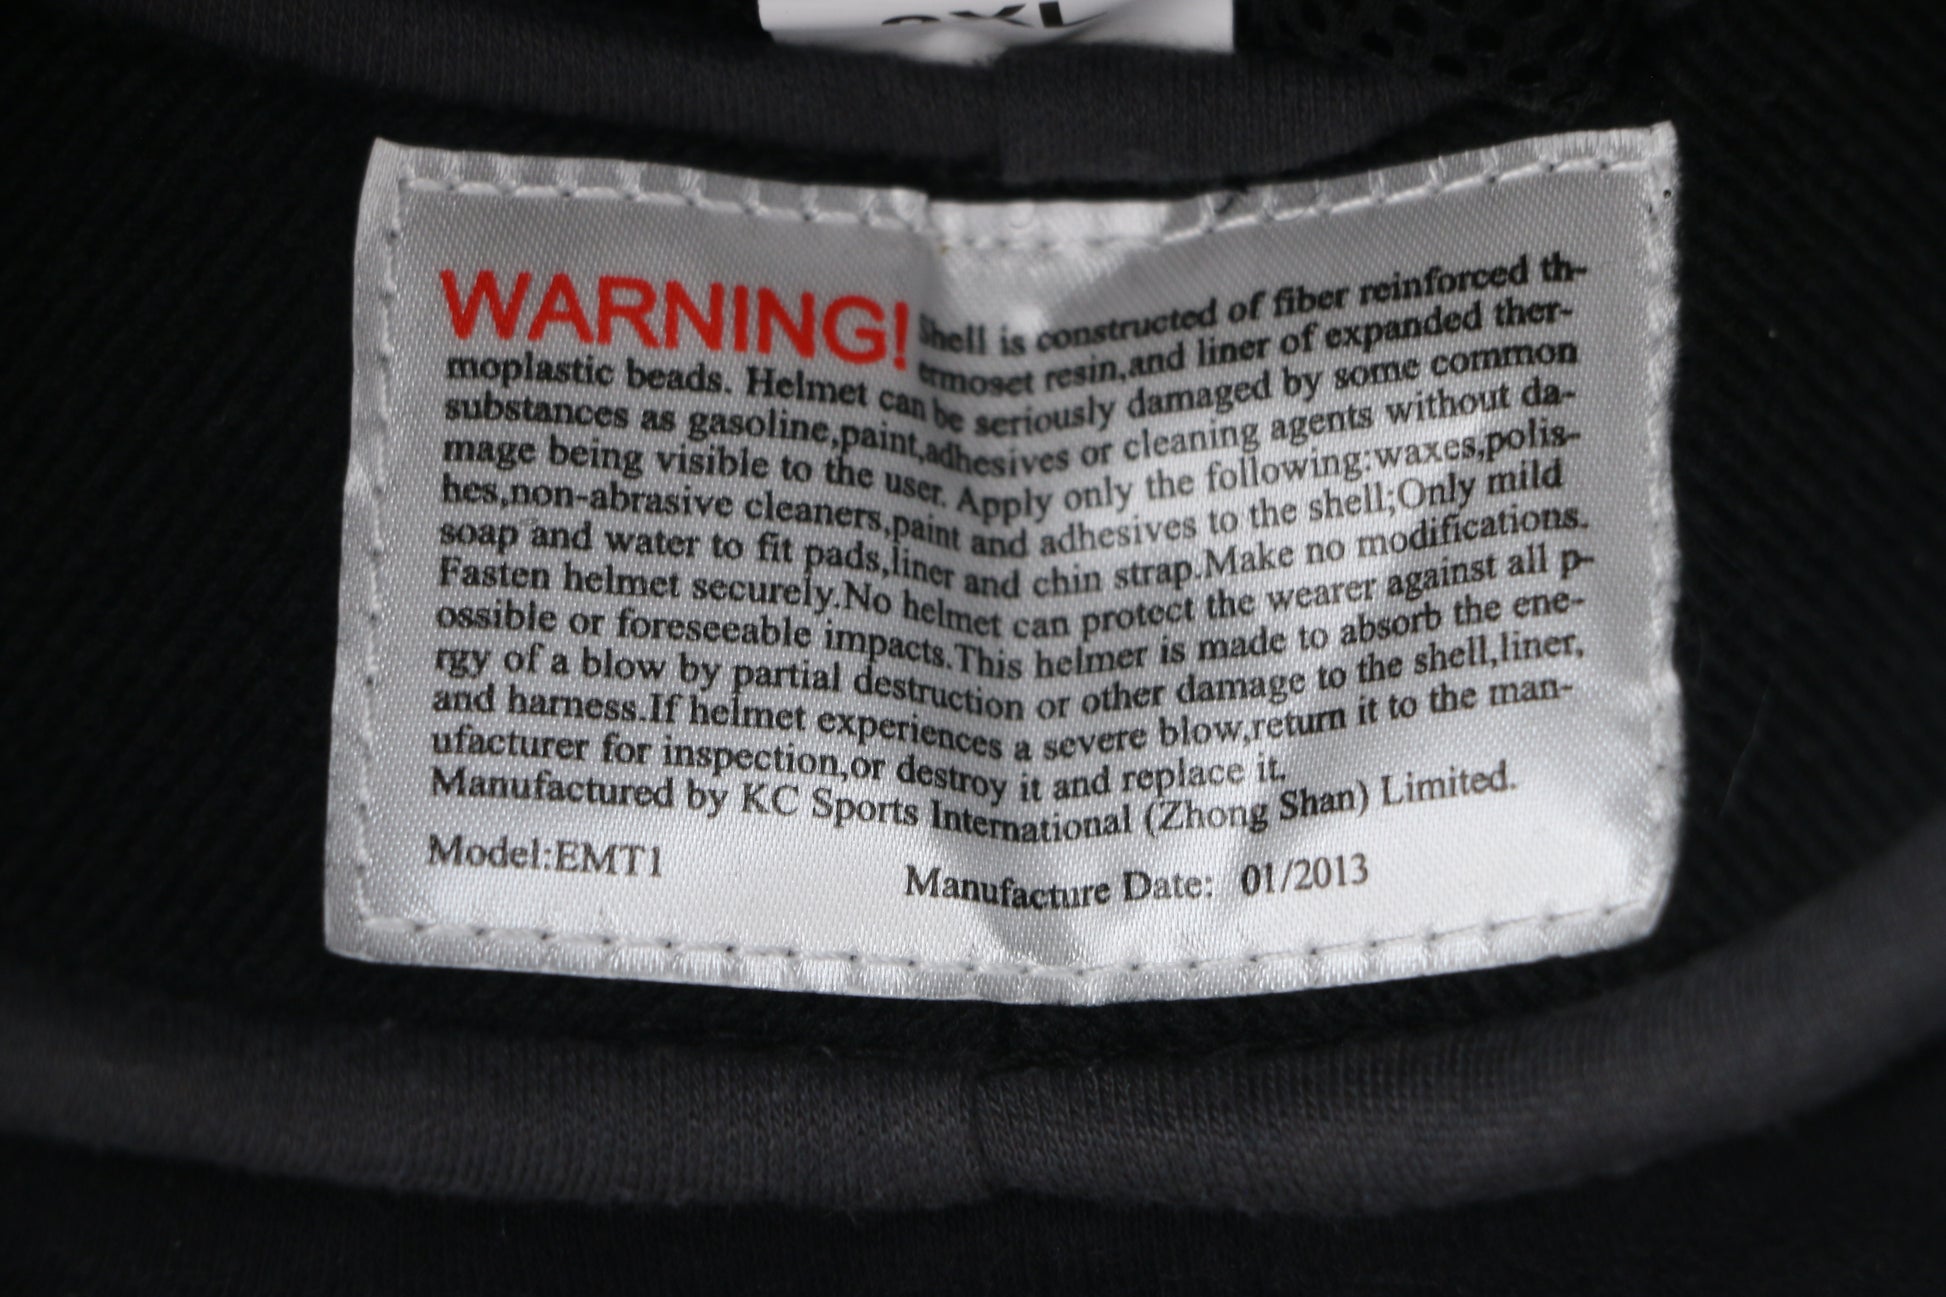 WARNING! Shell is constructed of fiber reinforced th-
ermoset resin,and liner of expanded ther-
moplastic beads. Helmet can be seriously damaged by some common
substances as gasoline,paint,adhesives or cleaning agents without da-
mage being visible to the user. Apply only the following:waxes,polis-
hes,non-abrasive cleaners,paint and adhesives to the shell;Only mild
soap and water to fit pads,liner and chin strap.Make no modifications.
Fasten helmet securely.No helmet can protect the wearer against all p-
ossible or foreseeable impacts.This helmer is made to absorb the ene-
rgy of a blow by partial destruction or other damage to the shell,liner,
and harness.If helmet experiences a severe blow,return it to the man-
ufacturer for inspection,or destroy it and replace it.
Manufactured by KC Sports International (Zhong Shan) Limited.
Model:EMT1 Manufacture Date: 01/2013